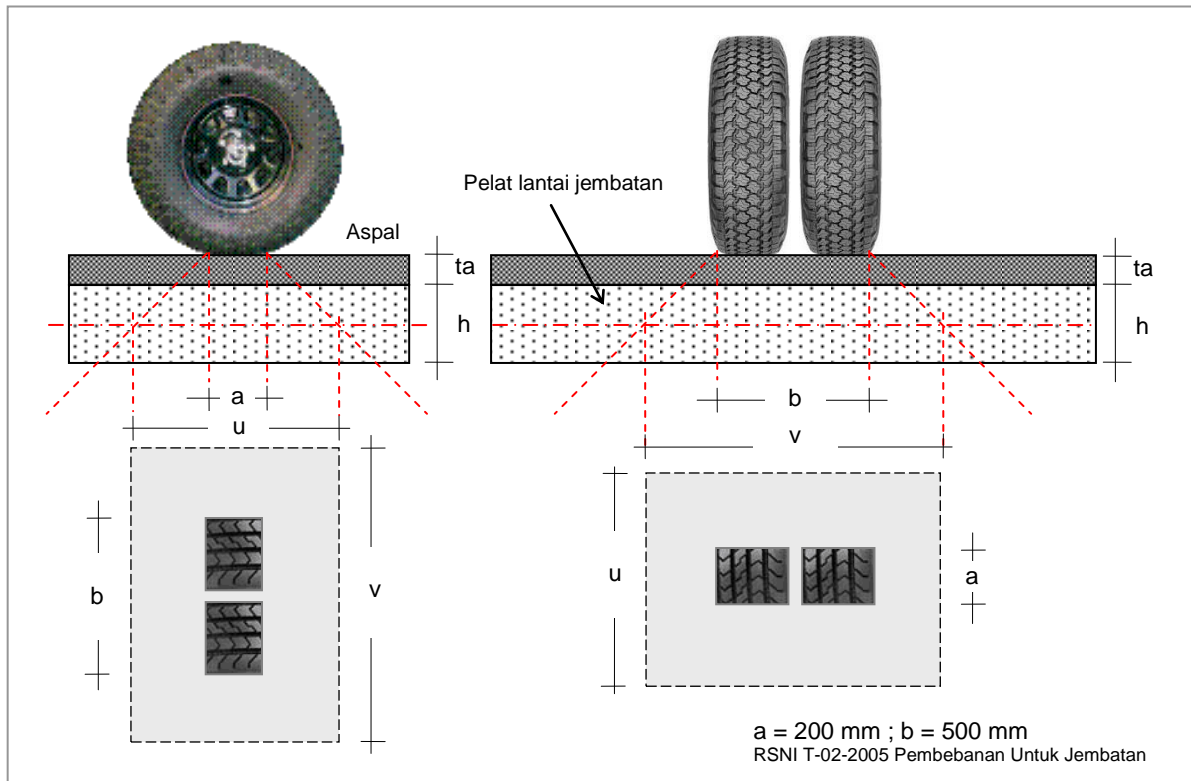 Pelat lantai jembatan
Aspal
ta
h
ta
h
a
u
b
v
b
v
u
a
a = 200 mm ; b = 500 mm
RSNI T-02-2005 Pembebanan Untuk Jembatan